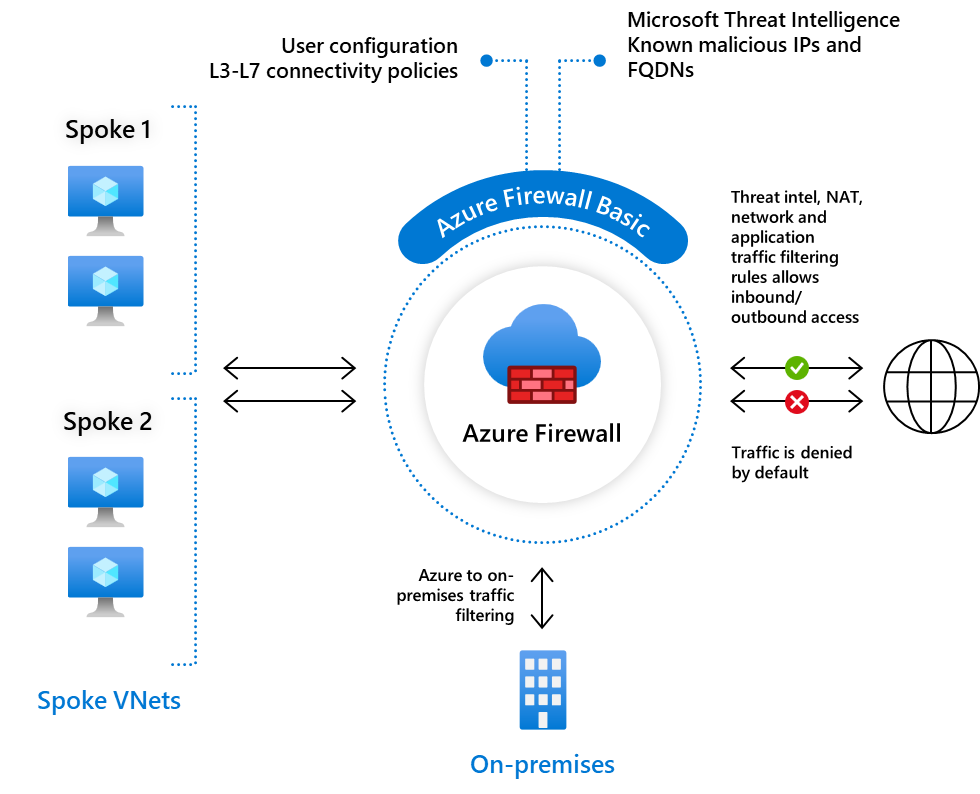 User configuration
L3-L7 connectivity policies
Microsoft Threat Intelligence
Known malicious IPs and
FQDNs
Spoke 1
Azure Firewall Basic
Threat intel, NAT,
network and
application
traffic filtering
rules allows
inbound/
outbound access
Spoke 2
Azure Firewall
Traffic is denied
by default
Azure to on-
premises traffic
filtering
Spoke VNets
On-premises